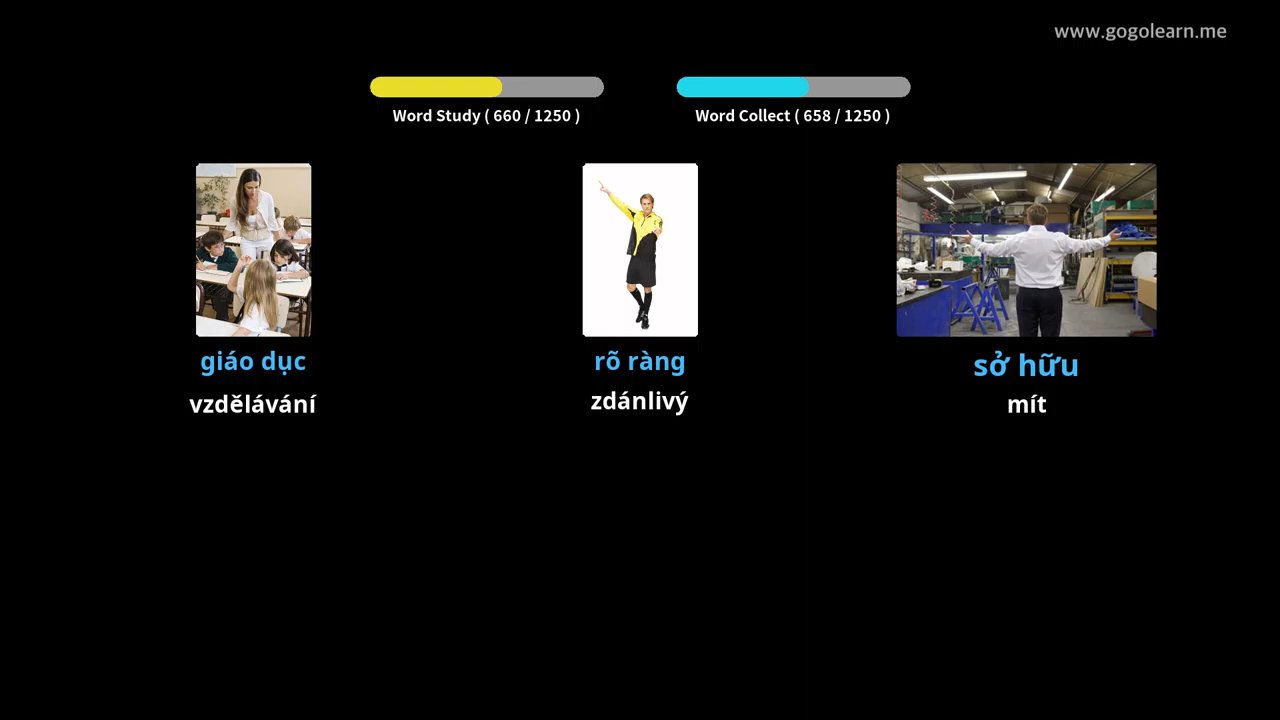 www.gogolearn.me
Word Study ( 660 / 1250 )
Word Collect ( 658 / 1250 )
giáo dục
vzdělávání
rõ ràng
zdánlivý
sở hữu
mít